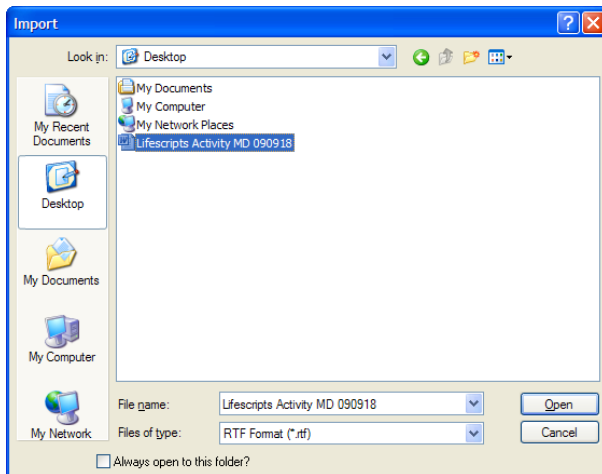 Import
Look in:
Desktop
My Recent
Documents
Desktop
My Documents
My Computer
My Network
My Documents
My Computer
My Network Places
Lifescripts Activity MD 090918
File name:
Lifescripts Activity MD 090918
Open
Files of type:
RTF Format (*.rtf)
Cancel
Always open to this folder?